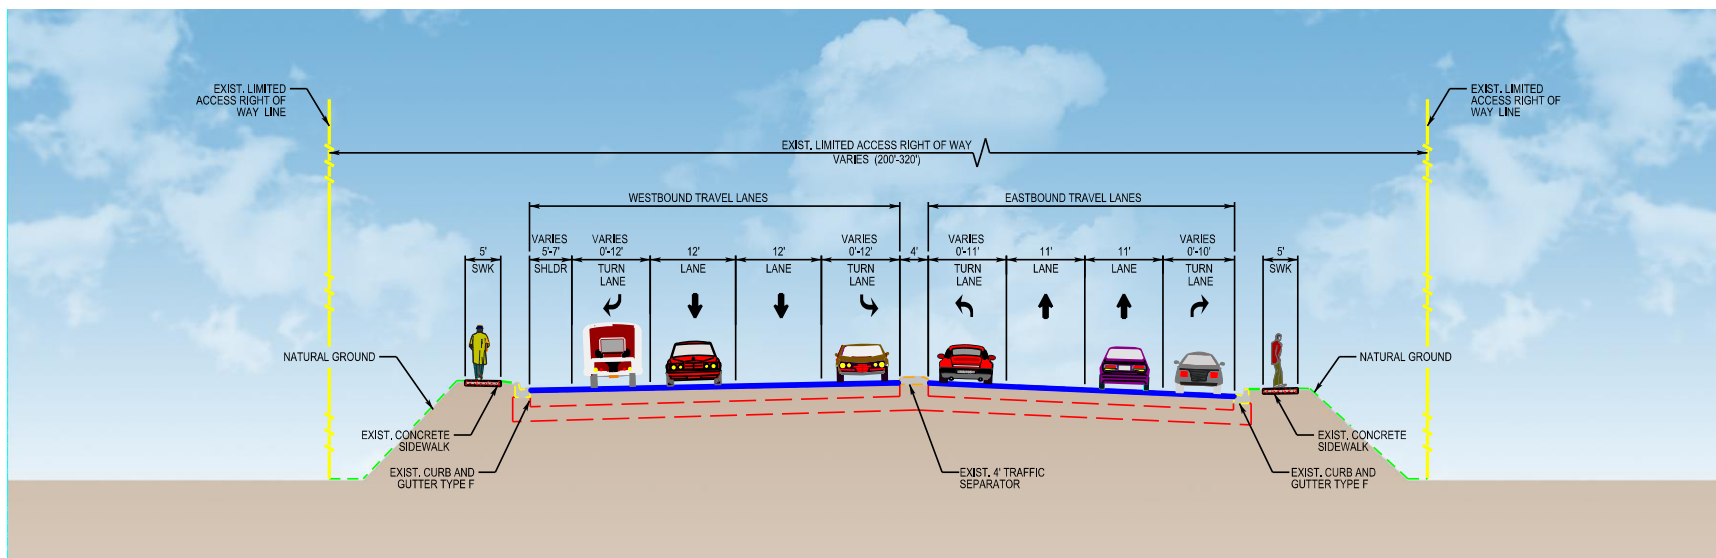 EXIST. LIMITED
ACCESS RIGHT OF
WAY LINE
EXIST. LIMITED
ACCESS RIGHT OF
WAY LINE
EXIST. LIMITED ACCESS RIGHT OF WAY
VARIES (200'-320')
WESTBOUND TRAVEL LANES
EASTBOUND TRAVEL LANES
5'
SWK
VARIES
5'-7'
SHLDR
VARIES
0'-12'
TURN
LANE
12'
LANE
12'
LANE
VARIES
0'-12'
TURN
LANE
4'
VARIES
0'-11'
TURN
LANE
11'
LANE
11'
LANE
VARIES
0'-10'
TURN
LANE
5'
SWK
NATURAL GROUND
NATURAL GROUND
EXIST. CONCRETE
SIDEWALK
EXIST. CONCRETE
SIDEWALK
EXIST. CURB AND
GUTTER TYPE F
EXIST. 4' TRAFFIC
SEPARATOR
EXIST. CURB AND
GUTTER TYPE F